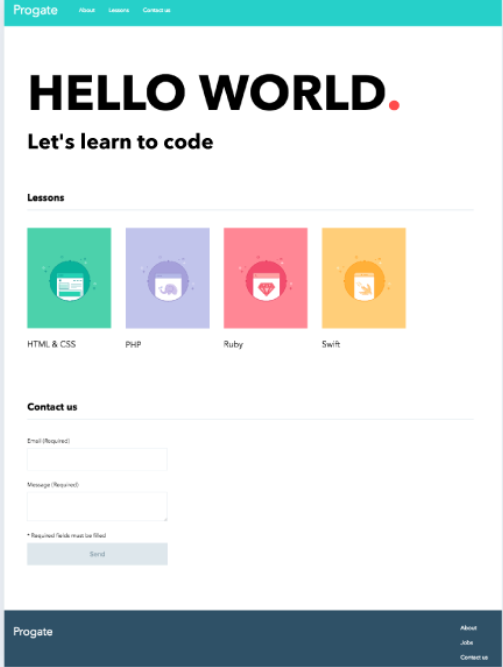 Progate About Lessons Contact us
HELLO WORLD.
Let's learn to code
Lessons
HTML & CSS PHP Ruby Swift
Contact us
Email (Required)
Message (Required)
* Required fields must be filled
Send
Progate
About
Jobs
Contact us